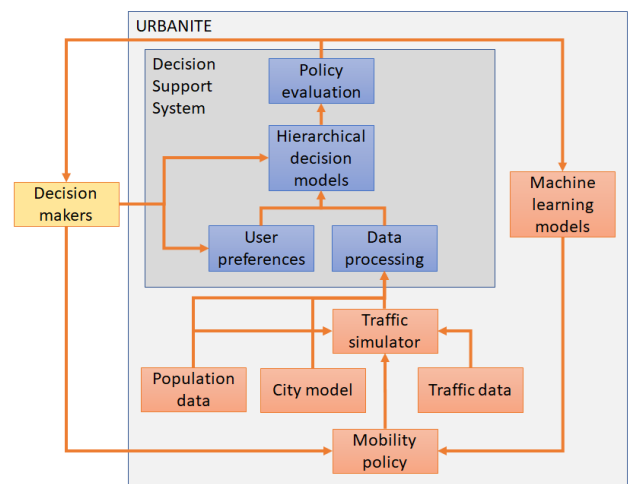 URBANITE
Decision
Support
System
Policy
evaluation
Hierarchical
decision
models
Decision
makers
Machine
learning
models
User
preferences
Data
processing
Traffic
simulator
Population
data
City model
Traffic data
Mobility
policy